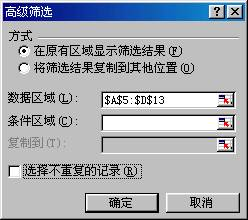 高级筛选
方式
在原有区域显示筛选结果(F)
将筛选结果复制到其他位置(O)
数据区域(L): $A$5:$D$13
条件区域(C):
复制到(T):
选择不重复的记录(R)
确定 取消